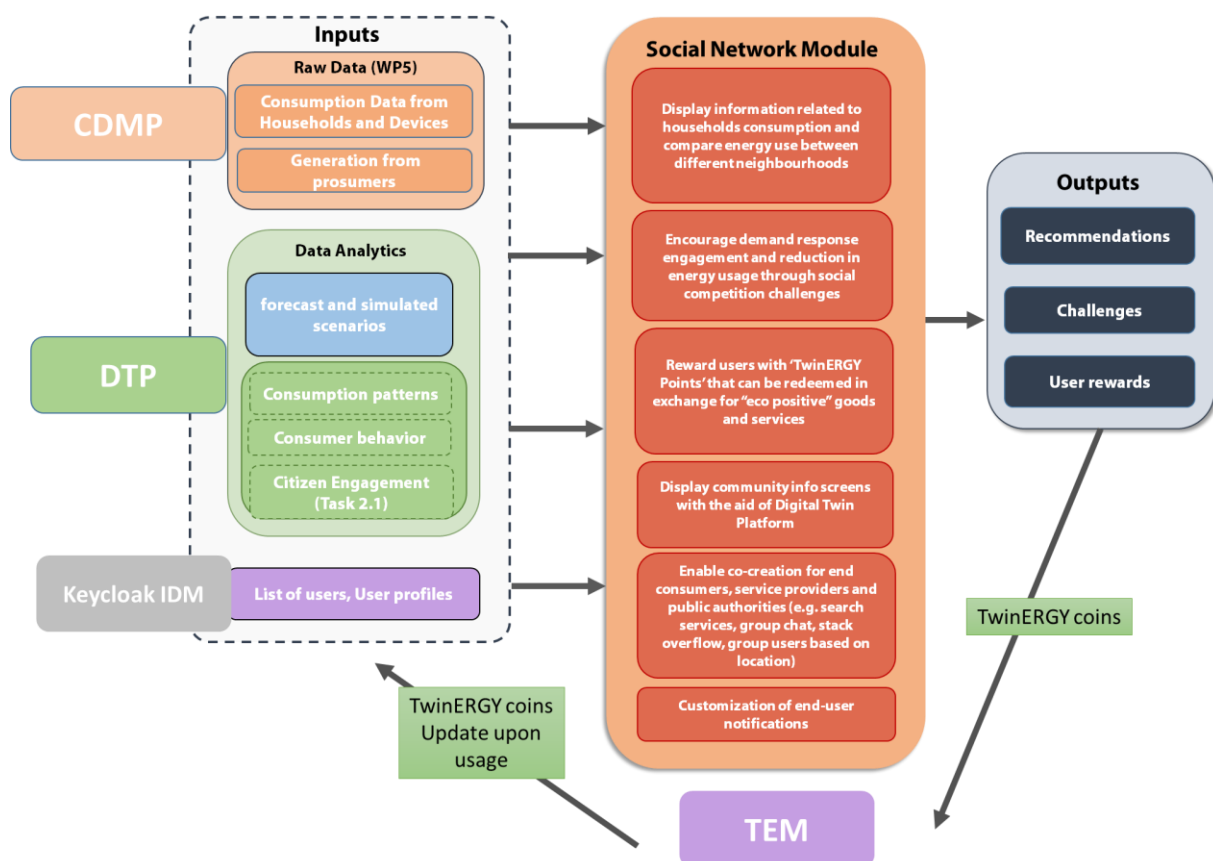 Inputs
Raw Data (WP5)
CDMP
Consumption Data from
Households and Devices
Generation from
prosumers
Data Analytics
forecast and simulated
scenarios
DTP
Consumption patterns
Consumer behavior
Citizen Engagement
(Task 2.1)
Keycloak IDM
List of users, User profiles
Social Network Module
Display information related to
households consumption and
compare energy use between
different neighbourhoods
Encourage demand response
engagement and reduction in
energy usage through social
competition challenges
Reward users with ‘TwinERGY
Points’ that can be redeemed in
exchange for “eco positive” goods
and services
Display community info screens
with the aid of Digital Twin
Platform
Enable co-creation for end
consumers, service providers and
public authorities (e.g. search
services, group chat, stack
overflow, group users based on
location)
Customization of end-user
notifications
Outputs
Recommendations
Challenges
User rewards
TwinERGY coins
TwinERGY coins
Update upon
usage
TEM